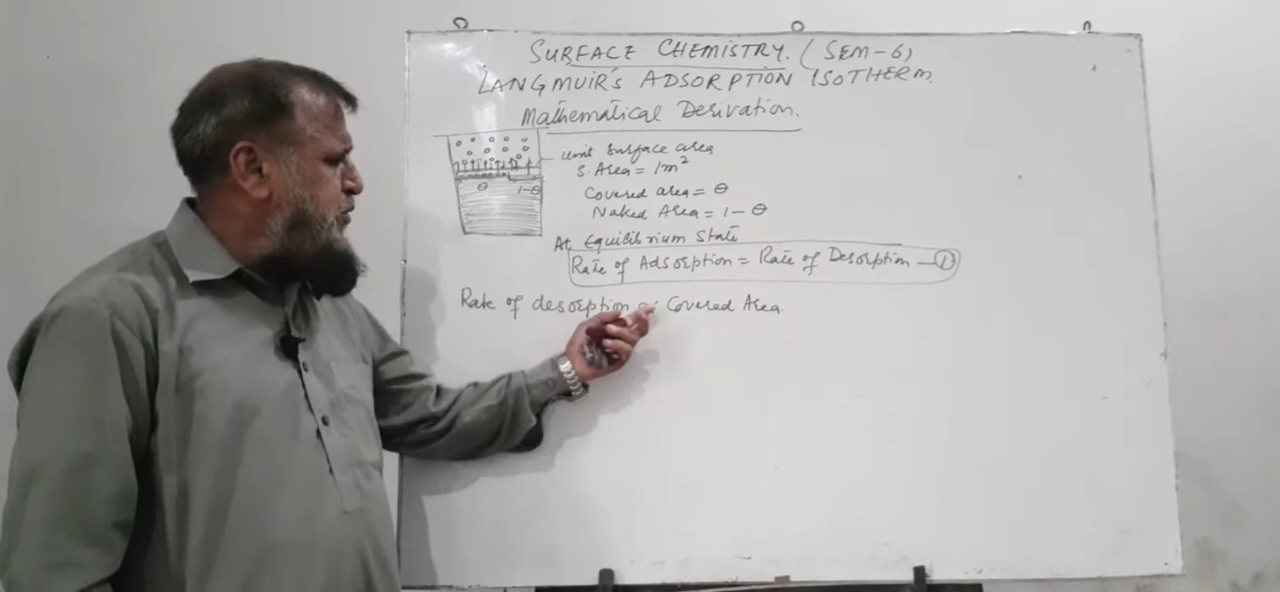 SURFACE CHEMISTRY. (SEM-6)
LANGMUIR'S ADSORPTION ISOTHERM.
Mathematical Derivation.
unit surface area
S. Area = 1m²
θ 1-θ
Covered area = θ
Naked Area = 1-θ
At Equilibrium State
Rate of Adsorption = Rate of Desorption — ①
Rate of desorption ∝ Covered Area.